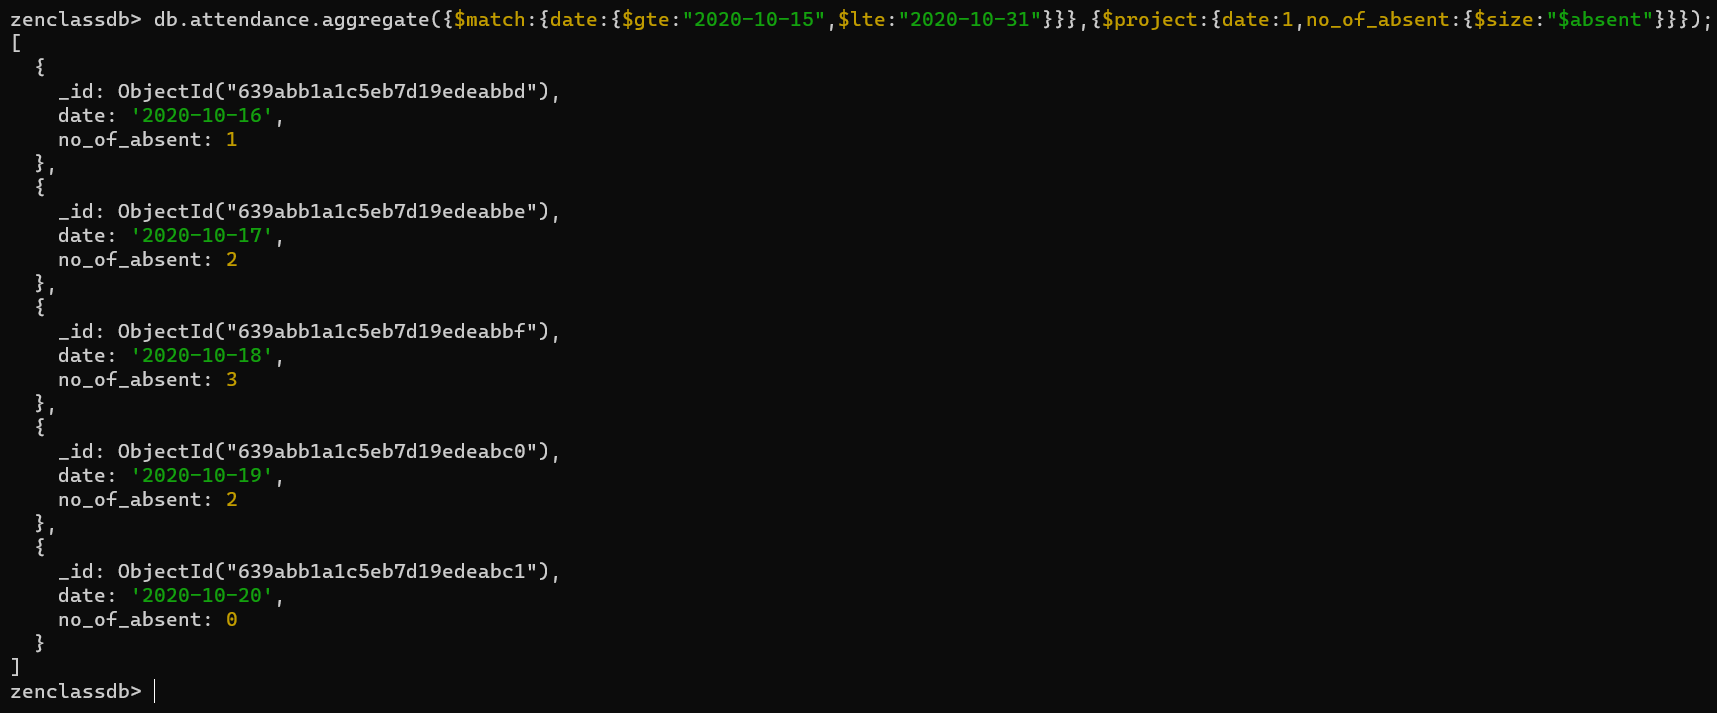 zenclassdb> db.attendance.aggregate({$match:{date:{$gte:"2020-10-15",$lte:"2020-10-31"}}},{$project:{date:1,no_of_absent:{$size:"$absent"}}});
[
  {
    _id: ObjectId("639abb1a1c5eb7d19edeabbd"),
    date: '2020-10-16',
    no_of_absent: 1
  },
  {
    _id: ObjectId("639abb1a1c5eb7d19edeabbe"),
    date: '2020-10-17',
    no_of_absent: 2
  },
  {
    _id: ObjectId("639abb1a1c5eb7d19edeabbf"),
    date: '2020-10-18',
    no_of_absent: 3
  },
  {
    _id: ObjectId("639abb1a1c5eb7d19edeabc0"),
    date: '2020-10-19',
    no_of_absent: 2
  },
  {
    _id: ObjectId("639abb1a1c5eb7d19edeabc1"),
    date: '2020-10-20',
    no_of_absent: 0
  }
]
zenclassdb>